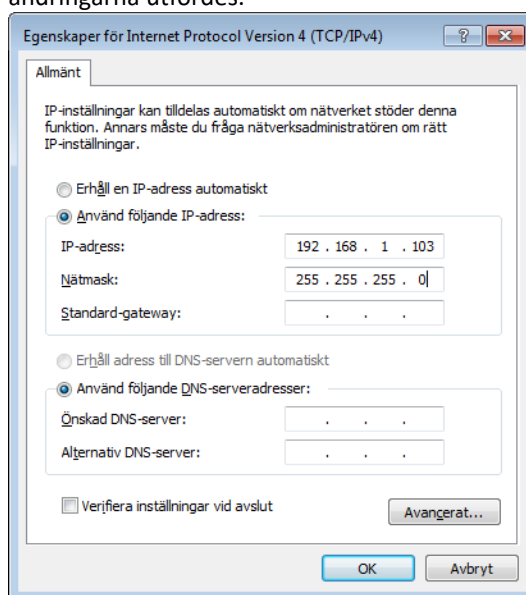 ändringarna utfördes.
Egenskaper för Internet Protocol Version 4 (TCP/IPv4)
Allmänt
IP-inställningar kan tilldelas automatiskt om nätverket stöder denna
funktion. Annars måste du fråga nätverksadministratören om rätt
IP-inställningar.
Erhåll en IP-adress automatiskt
Använd följande IP-adress:
IP-adress: 192 . 168 . 1 . 103
Nätmask: 255 . 255 . 255 . 0
Standard-gateway: . . .
Erhåll adress till DNS-servern automatiskt
Använd följande DNS-serveradresser:
Önskad DNS-server: . . .
Alternativ DNS-server: . . .
Verifiera inställningar vid avslut
Avancerat...
OK Avbryt